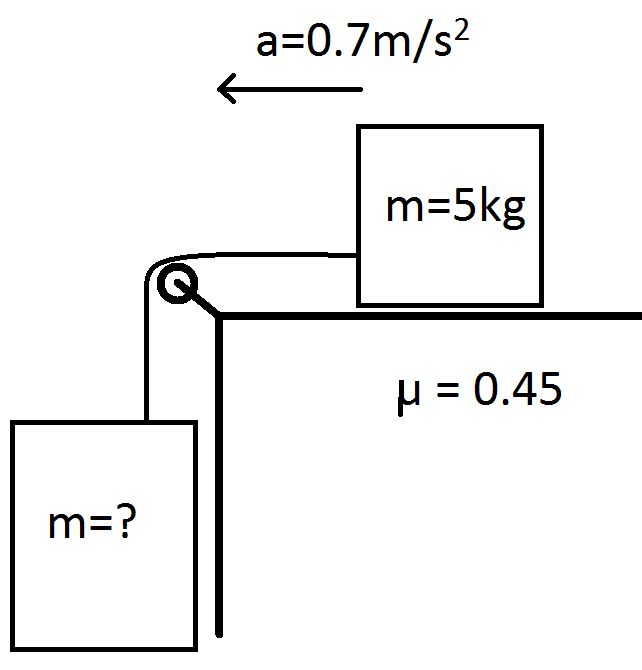 a=0.7m/s²
m=5kg
μ = 0.45
m=?